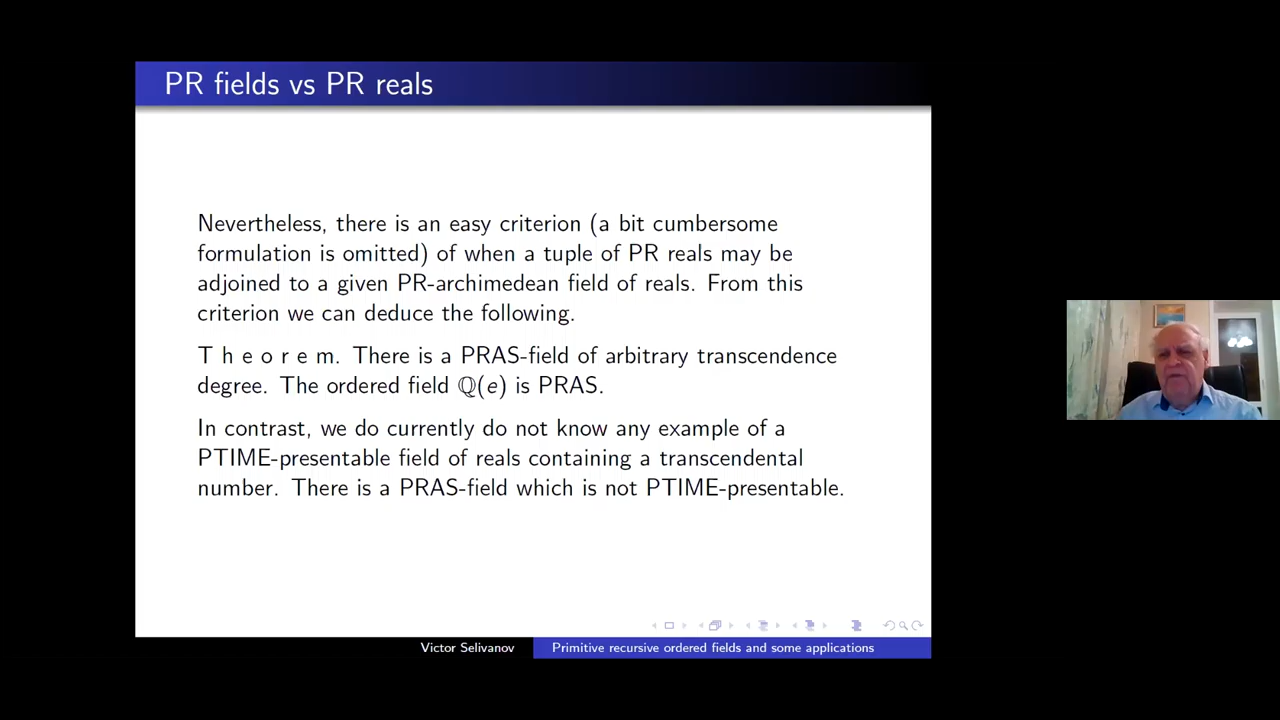 PR fields vs PR reals
Nevertheless, there is an easy criterion (a bit cumbersome
formulation is omitted) of when a tuple of PR reals may be
adjoined to a given PR-archimedean field of reals. From this
criterion we can deduce the following.
T h e o r e m. There is a PRAS-field of arbitrary transcendence
degree. The ordered field ℚ(e) is PRAS.
In contrast, we do currently do not know any example of a
PTIME-presentable field of reals containing a transcendental
number. There is a PRAS-field which is not PTIME-presentable.
Victor Selivanov
Primitive recursive ordered fields and some applications